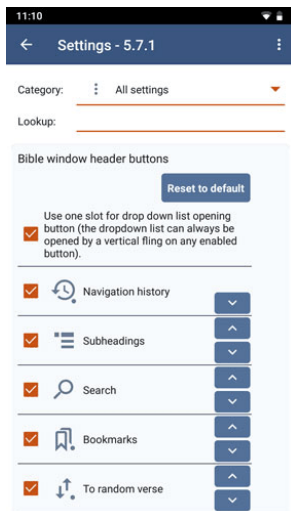 11:10
Settings - 5.7.1
Category: All settings
Lookup:
Bible window header buttons
Reset to default
Use one slot for drop down list opening
button (the dropdown list can always be
opened by a vertical fling on any enabled
button).
Navigation history
Subheadings
Search
Bookmarks
To random verse